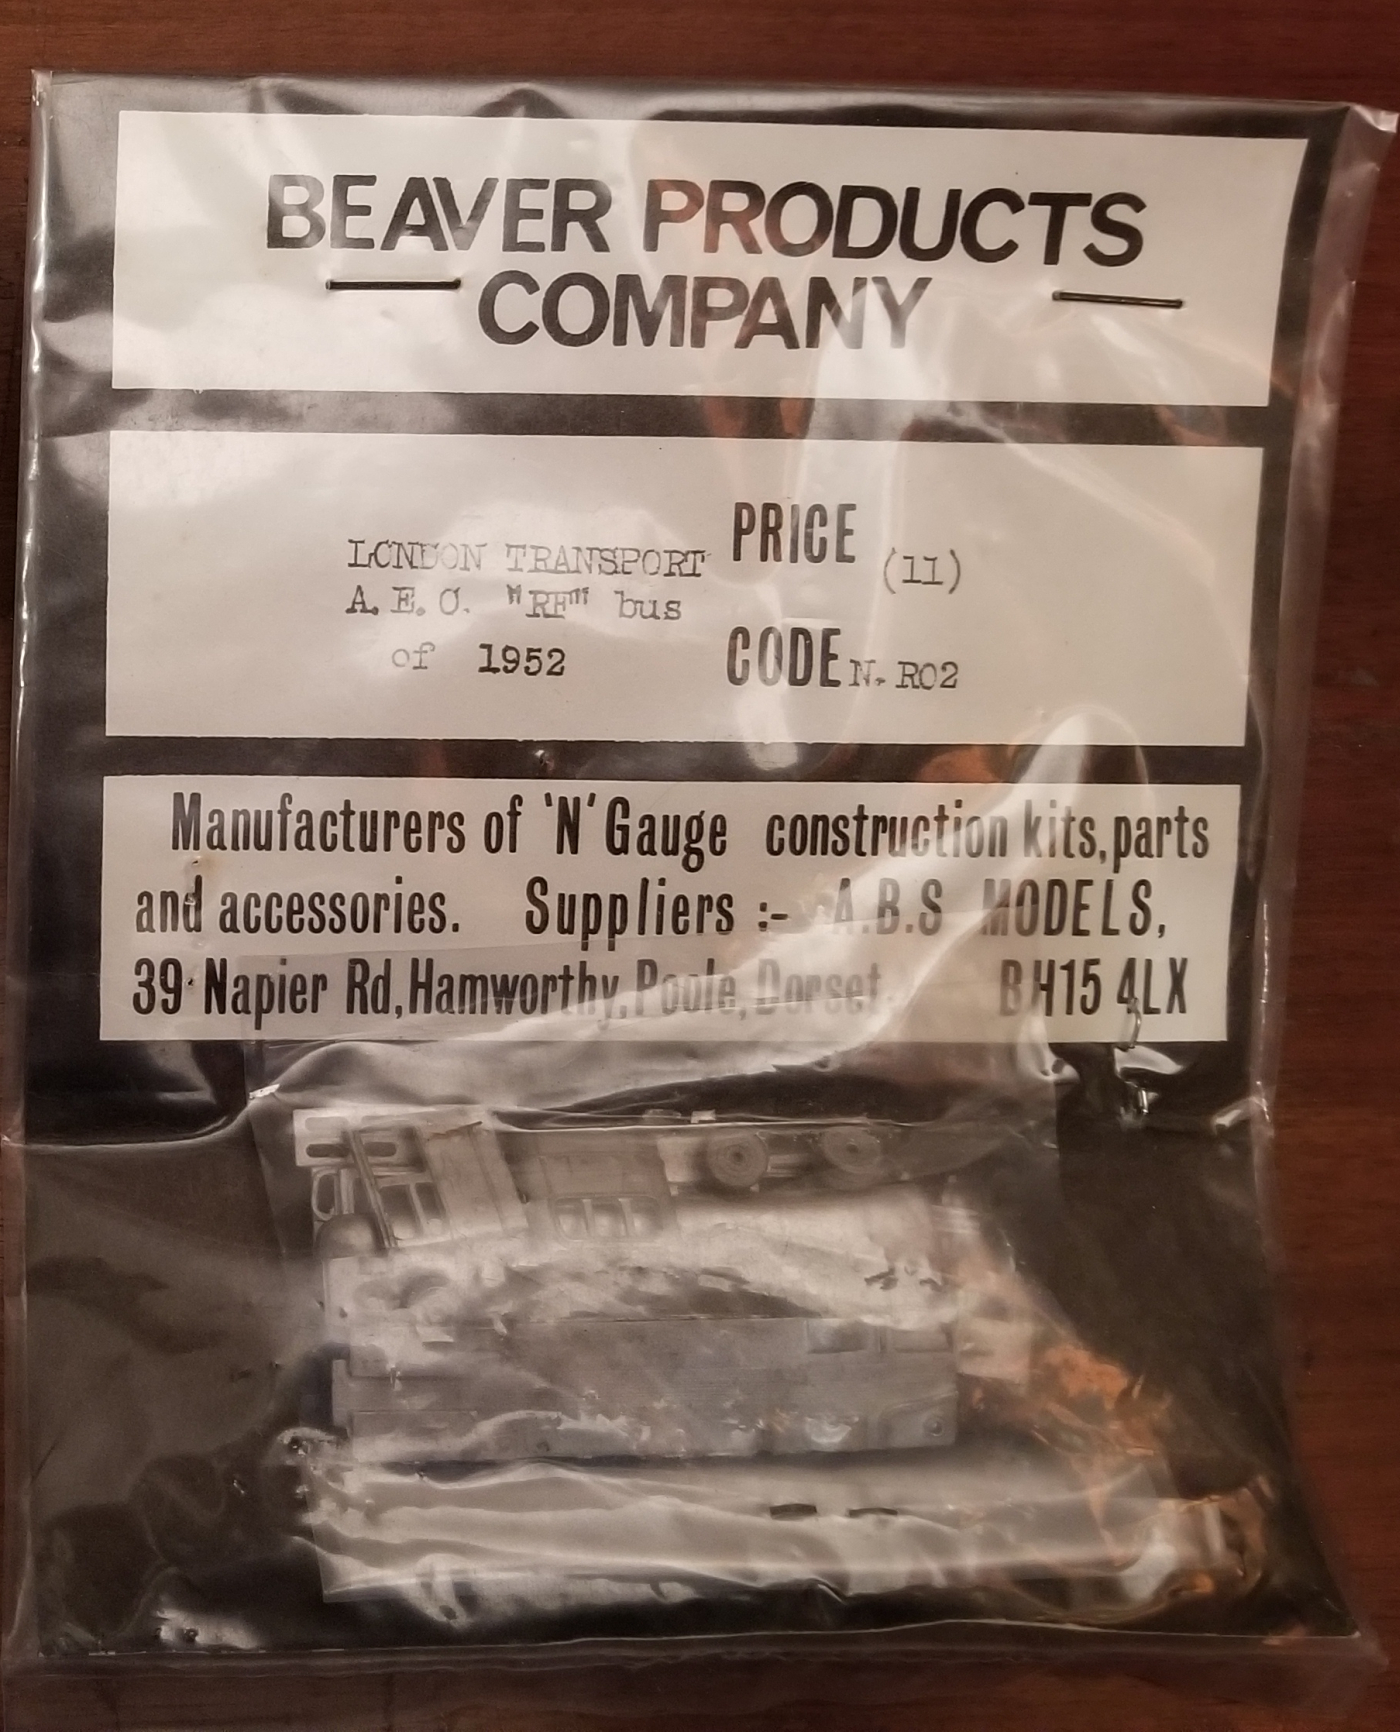 BEAVER PRODUCTS
COMPANY
LONDON TRANSPORT
A.E.C. "RF" bus
of 1952
PRICE (11)
CODE N. R02
Manufacturers of 'N' Gauge construction kits, parts
and accessories. Suppliers :- A.B.S MODELS,
39 Napier Rd, Hamworthy, Poole, Dorset. BH15 4LX